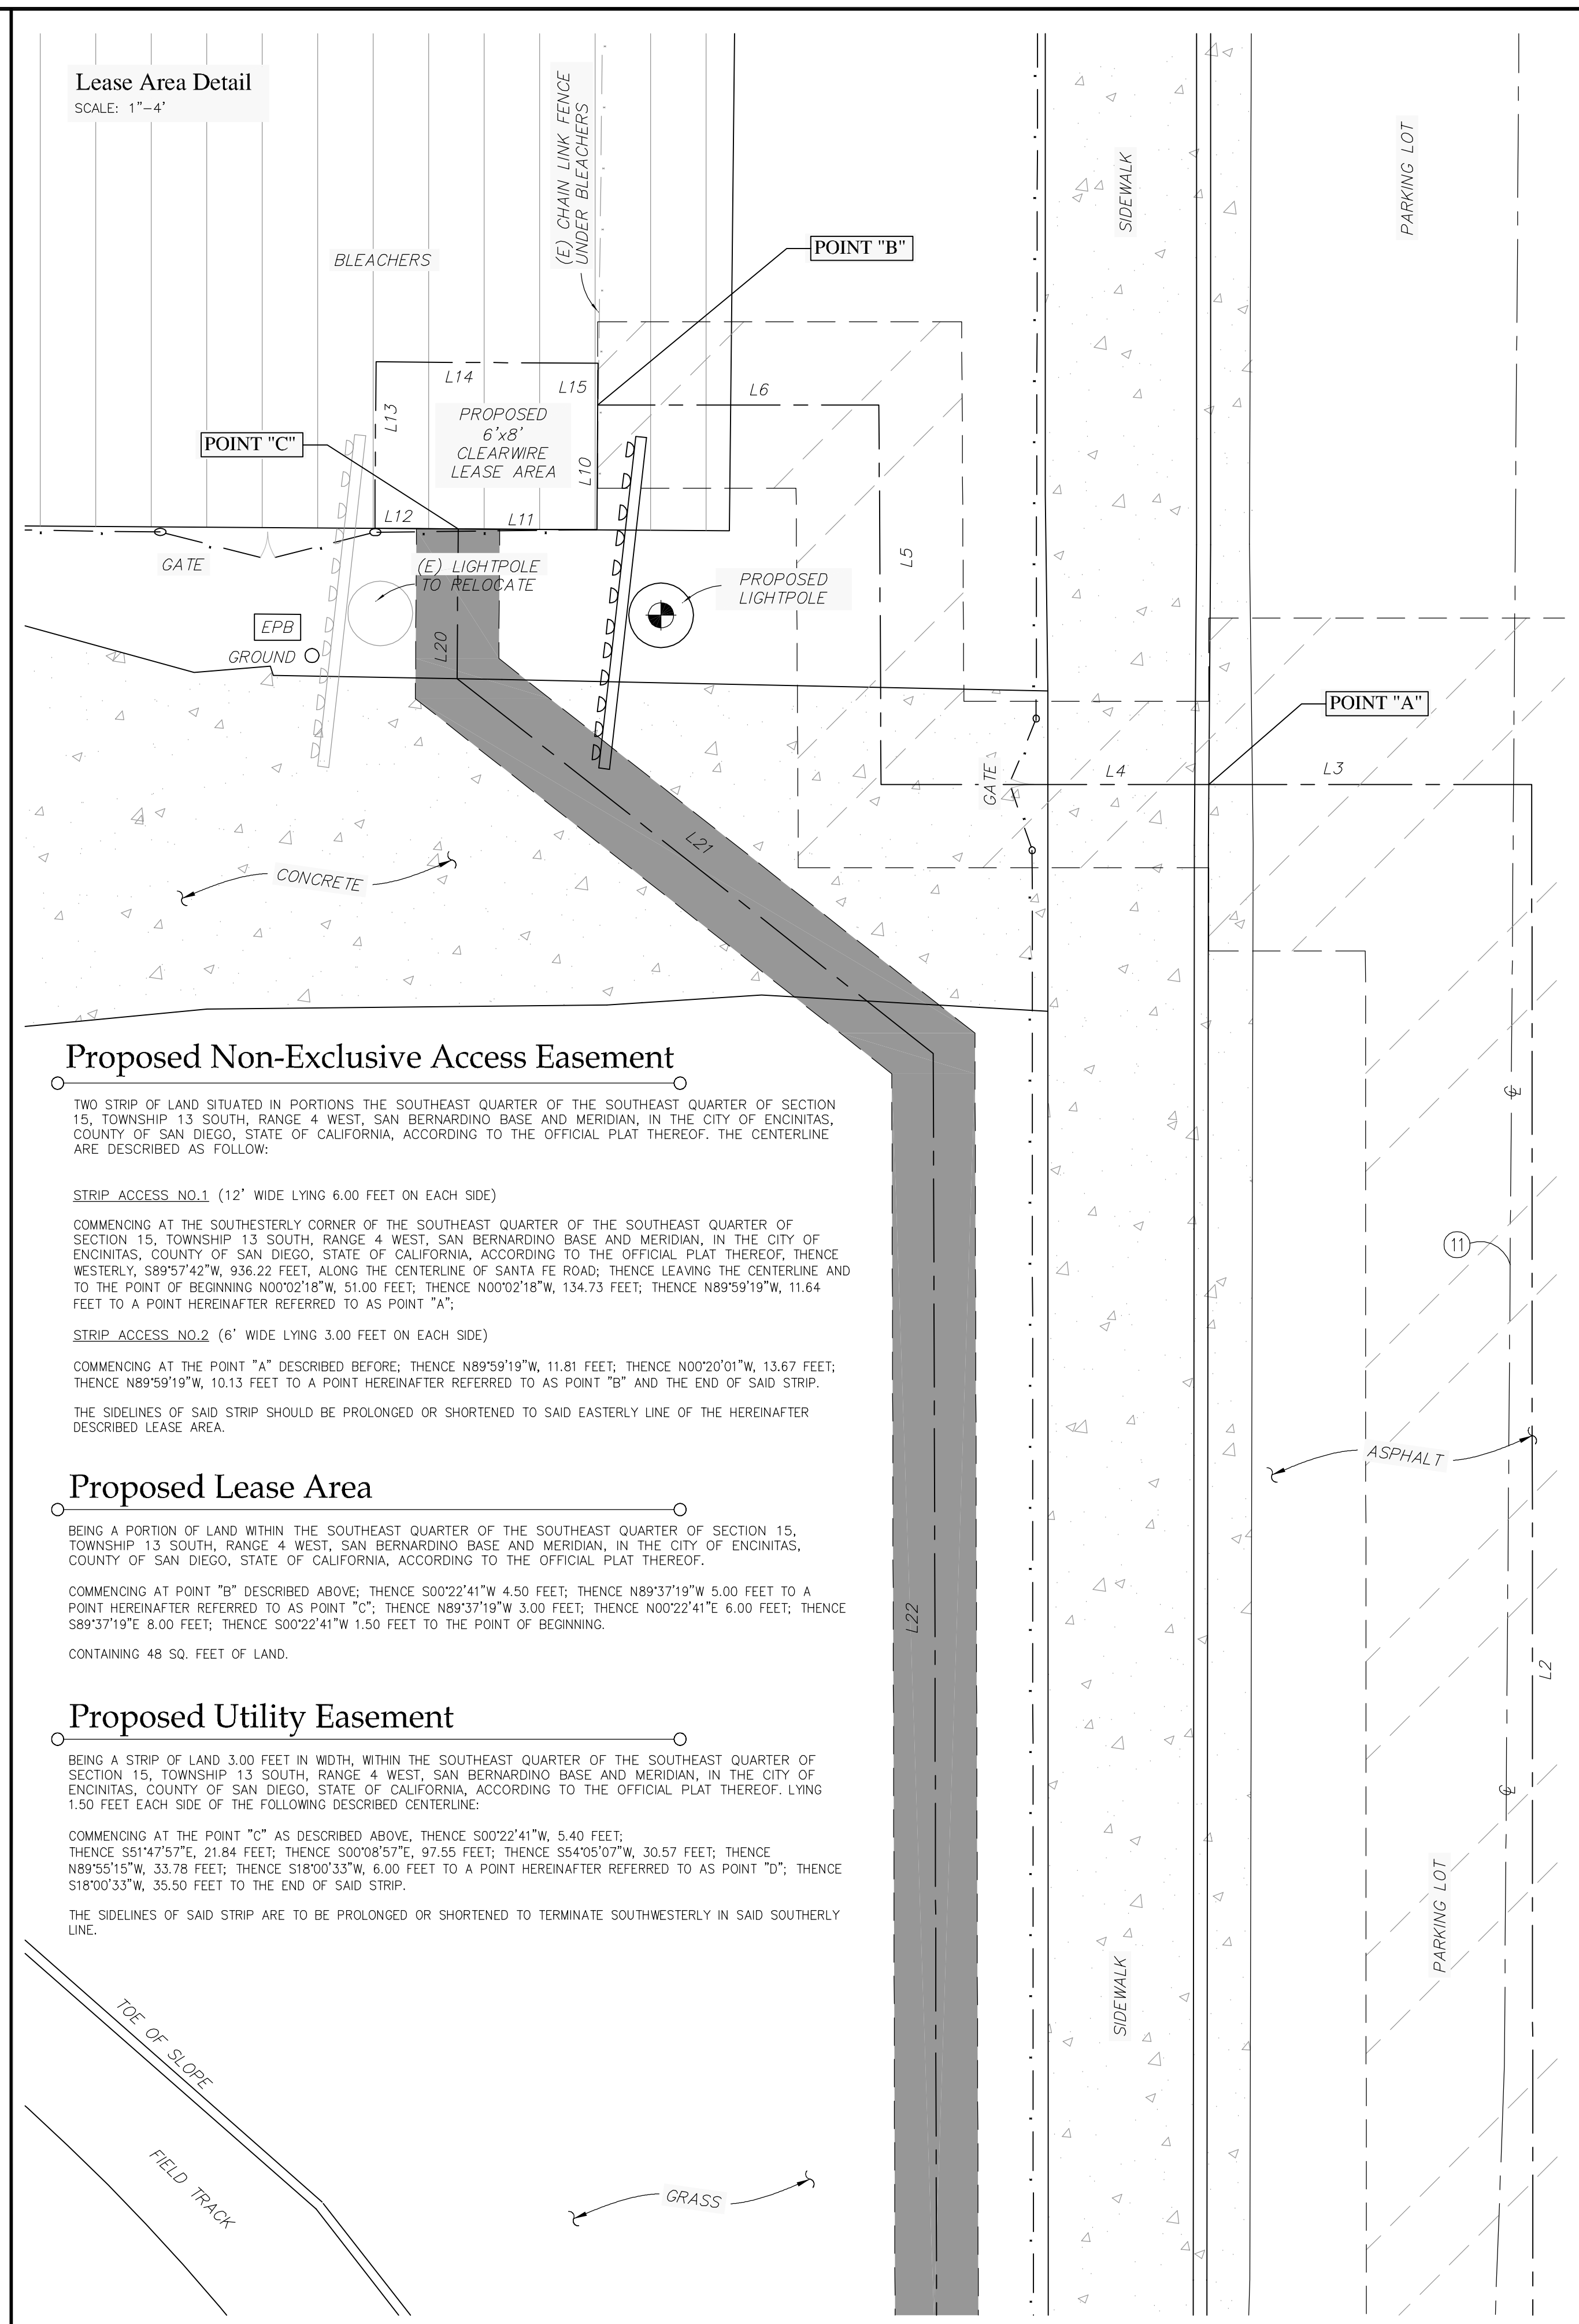 Lease Area Detail
SCALE: 1"–4'
(E) CHAIN LINK FENCE
UNDER BLEACHERS
SIDEWALK
PARKING LOT
BLEACHERS
POINT "B"
L14
L15
L6
L13
PROPOSED
6'x8'
CLEARWIRE
LEASE AREA
POINT "C"
L10
L12
L11
GATE
(E) LIGHTPOLE
TO RELOCATE
PROPOSED
LIGHTPOLE
L5
EPB
GROUND
L20
POINT "A"
GATE
L4
L3
L21
CONCRETE
Proposed Non-Exclusive Access Easement
TWO STRIP OF LAND SITUATED IN PORTIONS THE SOUTHEAST QUARTER OF THE SOUTHEAST QUARTER OF SECTION
15, TOWNSHIP 13 SOUTH, RANGE 4 WEST, SAN BERNARDINO BASE AND MERIDIAN, IN THE CITY OF ENCINITAS,
COUNTY OF SAN DIEGO, STATE OF CALIFORNIA, ACCORDING TO THE OFFICIAL PLAT THEREOF. THE CENTERLINE
ARE DESCRIBED AS FOLLOW:
STRIP ACCESS NO.1 (12' WIDE LYING 6.00 FEET ON EACH SIDE)
COMMENCING AT THE SOUTHESTERLY CORNER OF THE SOUTHEAST QUARTER OF THE SOUTHEAST QUARTER OF
SECTION 15, TOWNSHIP 13 SOUTH, RANGE 4 WEST, SAN BERNARDINO BASE AND MERIDIAN, IN THE CITY OF
ENCINITAS, COUNTY OF SAN DIEGO, STATE OF CALIFORNIA, ACCORDING TO THE OFFICIAL PLAT THEREOF, THENCE
WESTERLY, S89°57'42"W, 936.22 FEET, ALONG THE CENTERLINE OF SANTA FE ROAD; THENCE LEAVING THE CENTERLINE AND
TO THE POINT OF BEGINNING N00°02'18"W, 51.00 FEET; THENCE N00°02'18"W, 134.73 FEET; THENCE N89°59'19"W, 11.64
FEET TO A POINT HEREINAFTER REFERRED TO AS POINT "A";
STRIP ACCESS NO.2 (6' WIDE LYING 3.00 FEET ON EACH SIDE)
COMMENCING AT THE POINT "A" DESCRIBED BEFORE; THENCE N89°59'19"W, 11.81 FEET; THENCE N00°20'01"W, 13.67 FEET;
THENCE N89°59'19"W, 10.13 FEET TO A POINT HEREINAFTER REFERRED TO AS POINT "B" AND THE END OF SAID STRIP.
THE SIDELINES OF SAID STRIP SHOULD BE PROLONGED OR SHORTENED TO SAID EASTERLY LINE OF THE HEREINAFTER
DESCRIBED LEASE AREA.
11
ASPHALT
Proposed Lease Area
BEING A PORTION OF LAND WITHIN THE SOUTHEAST QUARTER OF THE SOUTHEAST QUARTER OF SECTION 15,
TOWNSHIP 13 SOUTH, RANGE 4 WEST, SAN BERNARDINO BASE AND MERIDIAN, IN THE CITY OF ENCINITAS,
COUNTY OF SAN DIEGO, STATE OF CALIFORNIA, ACCORDING TO THE OFFICIAL PLAT THEREOF.
COMMENCING AT POINT "B" DESCRIBED ABOVE; THENCE S00°22'41"W 4.50 FEET; THENCE N89°37'19"W 5.00 FEET TO A
POINT HEREINAFTER REFERRED TO AS POINT "C"; THENCE N89°37'19"W 3.00 FEET; THENCE N00°22'41"E 6.00 FEET; THENCE
S89°37'19"E 8.00 FEET; THENCE S00°22'41"W 1.50 FEET TO THE POINT OF BEGINNING.
CONTAINING 48 SQ. FEET OF LAND.
L22
L2
Proposed Utility Easement
BEING A STRIP OF LAND 3.00 FEET IN WIDTH, WITHIN THE SOUTHEAST QUARTER OF THE SOUTHEAST QUARTER OF
SECTION 15, TOWNSHIP 13 SOUTH, RANGE 4 WEST, SAN BERNARDINO BASE AND MERIDIAN, IN THE CITY OF
ENCINITAS, COUNTY OF SAN DIEGO, STATE OF CALIFORNIA, ACCORDING TO THE OFFICIAL PLAT THEREOF. LYING
1.50 FEET EACH SIDE OF THE FOLLOWING DESCRIBED CENTERLINE:
COMMENCING AT THE POINT "C" AS DESCRIBED ABOVE, THENCE S00°22'41"W, 5.40 FEET;
THENCE S51°47'57"E, 21.84 FEET; THENCE S00°08'57"E, 97.55 FEET; THENCE S54°05'07"W, 30.57 FEET; THENCE
N89°55'15"W, 33.78 FEET; THENCE S18°00'33"W, 6.00 FEET TO A POINT HEREINAFTER REFERRED TO AS POINT "D"; THENCE
S18°00'33"W, 35.50 FEET TO THE END OF SAID STRIP.
THE SIDELINES OF SAID STRIP ARE TO BE PROLONGED OR SHORTENED TO TERMINATE SOUTHWESTERLY IN SAID SOUTHERLY
LINE.
PARKING LOT
SIDEWALK
TOE OF SLOPE
FIELD TRACK
GRASS